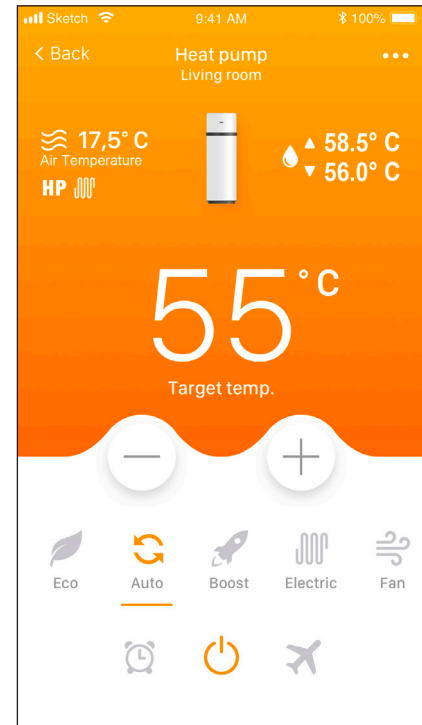 Sketch 9:41 AM 100%
< Back Heat pump
Living room
17,5° C
Air Temperature
HP
▲ 58.5° C
▼ 56.0° C
55°C
Target temp.
Eco Auto Boost Electric Fan